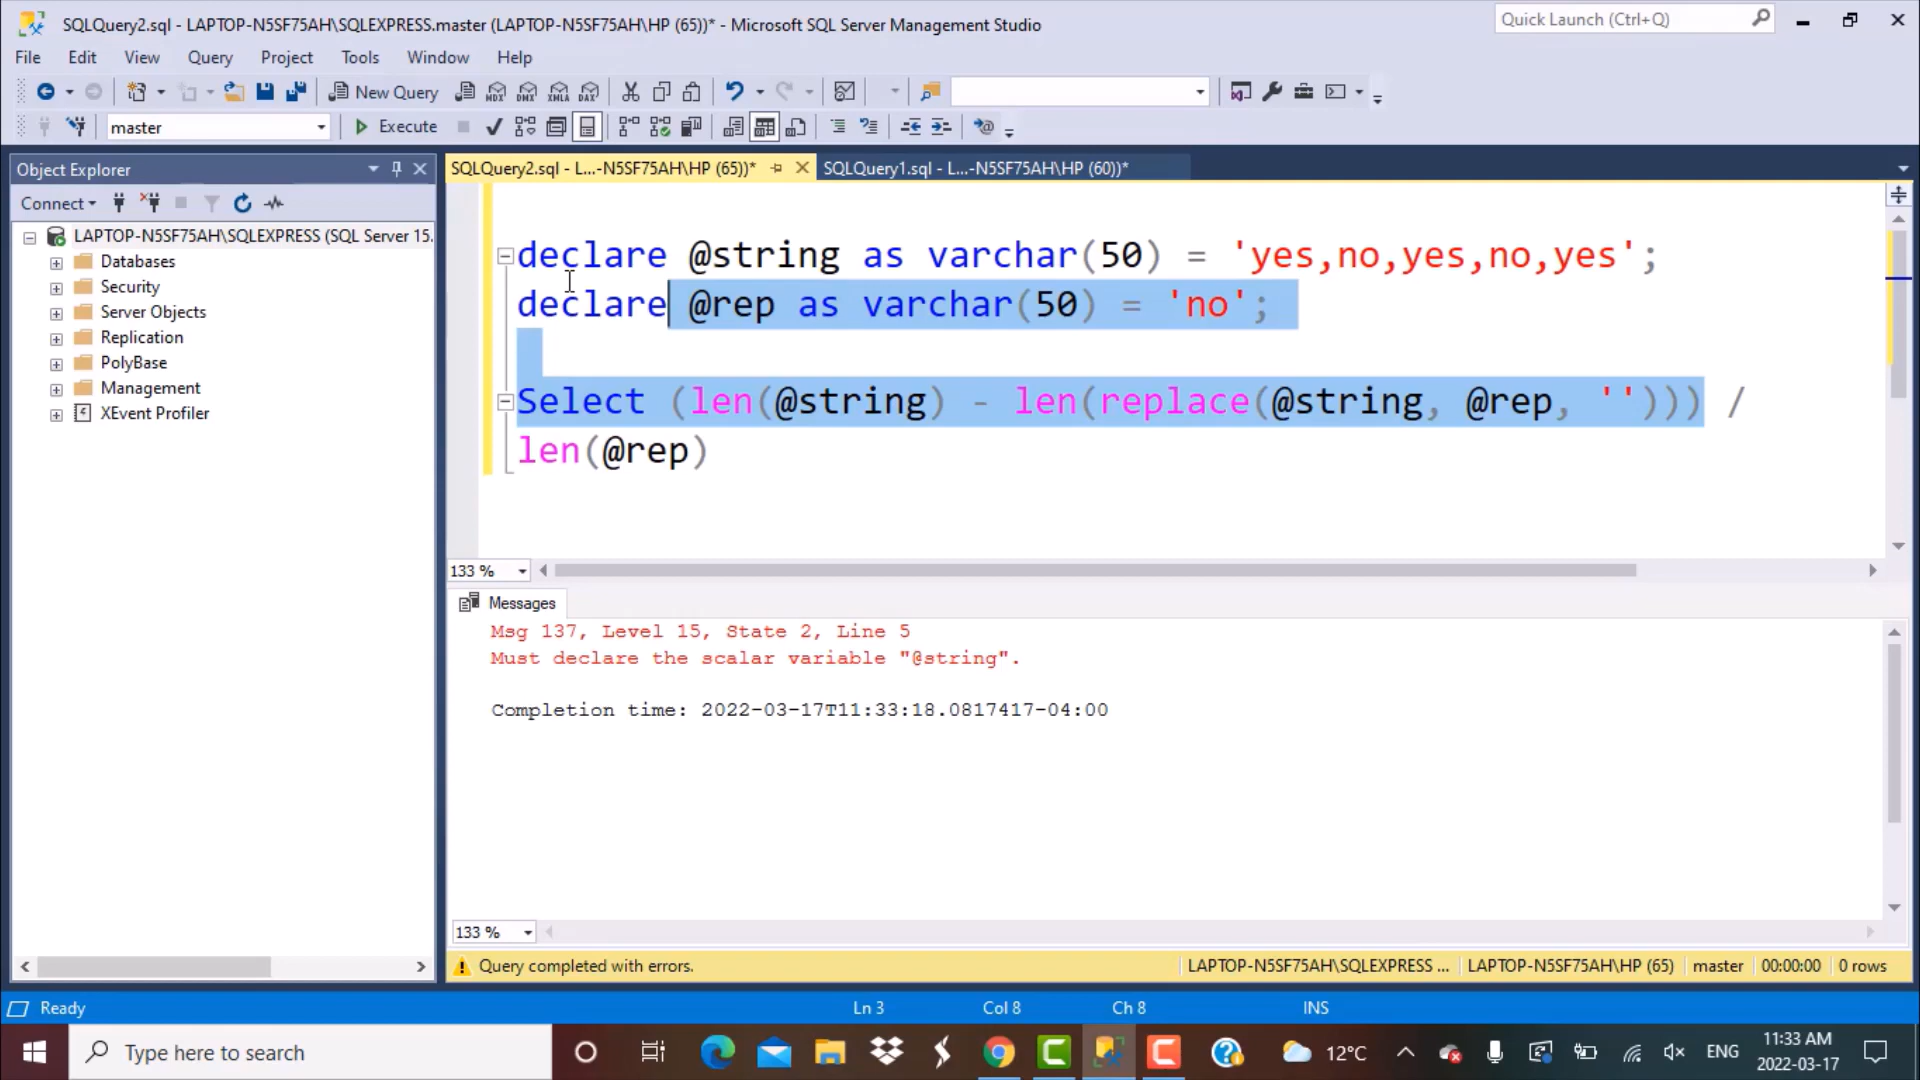 SQLQuery2.sql - LAPTOP-N5SF75AH\SQLEXPRESS.master (LAPTOP-N5SF75AH\HP (65))* - Microsoft SQL Server Management Studio
Quick Launch (Ctrl+Q)
File Edit View Query Project Tools Window Help
New Query
MDX DMX XMLA DAX
master
Execute
Object Explorer
SQLQuery2.sql - L...-N5SF75AH\HP (65))*
SQLQuery1.sql - L...-N5SF75AH\HP (60))*
Connect
LAPTOP-N5SF75AH\SQLEXPRESS (SQL Server 15.
Databases
Security
Server Objects
Replication
PolyBase
Management
XEvent Profiler
declare @string as varchar(50) = 'yes,no,yes,no,yes';
declare @rep as varchar(50) = 'no';
Select (len(@string) - len(replace(@string, @rep, ''))) /
len(@rep)
133 %
Messages
Msg 137, Level 15, State 2, Line 5
Must declare the scalar variable "@string".
Completion time: 2022-03-17T11:33:18.0817417-04:00
133 %
Query completed with errors.
LAPTOP-N5SF75AH\SQLEXPRESS ...
LAPTOP-N5SF75AH\HP (65)
master
00:00:00
0 rows
Ready
Ln 3
Col 8
Ch 8
INS
Type here to search
12°C
ENG
11:33 AM
2022-03-17